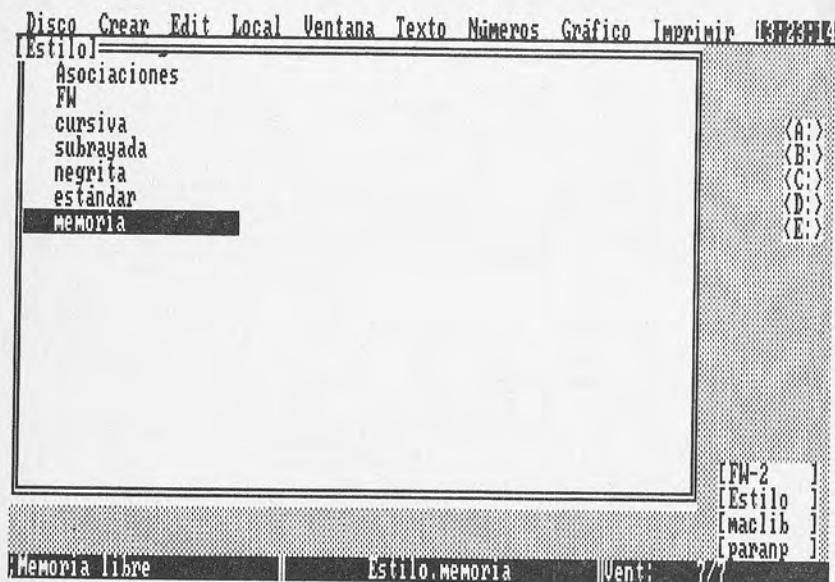 Disco Crear Edit Local Ventana Texto Números Gráfico Imprimir
[Estilo]
Asociaciones
FW
cursiva
subrayada
negrita
estándar
memoria
<A:>
<B:>
<C:>
<D:>
<E:>
[FW-2 ]
[Estilo ]
[maclib ]
[paranp ]
;Memoria libre Estilo.memoria Vent: 7/7